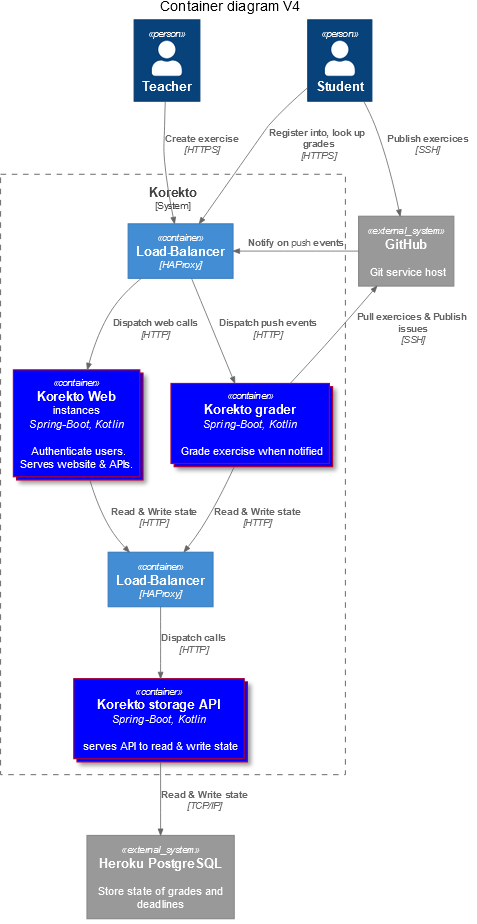 Container diagram V4
«person»
Teacher
«person»
Student
Create exercise
[HTTPS]
Register into, look up
grades
[HTTPS]
Publish exercices
[SSH]
Korekto
[System]
«container»
Load-Balancer
[HAProxy]
Notify on push events
«external_system»
GitHub
Git service host
Dispatch web calls
[HTTP]
Dispatch push events
[HTTP]
Pull exercices & Publish
issues
[SSH]
«container»
Korekto Web
instances
Spring-Boot, Kotlin
Authenticate users.
Serves website & APIs.
«container»
Korekto grader
Spring-Boot, Kotlin
Grade exercise when notified
Read & Write state
[HTTP]
Read & Write state
[HTTP]
«container»
Load-Balancer
[HAProxy]
Dispatch calls
[HTTP]
«container»
Korekto storage API
Spring-Boot, Kotlin
serves API to read & write state
Read & Write state
[TCP/IP]
«external_system»
Heroku PostgreSQL
Store state of grades and
deadlines